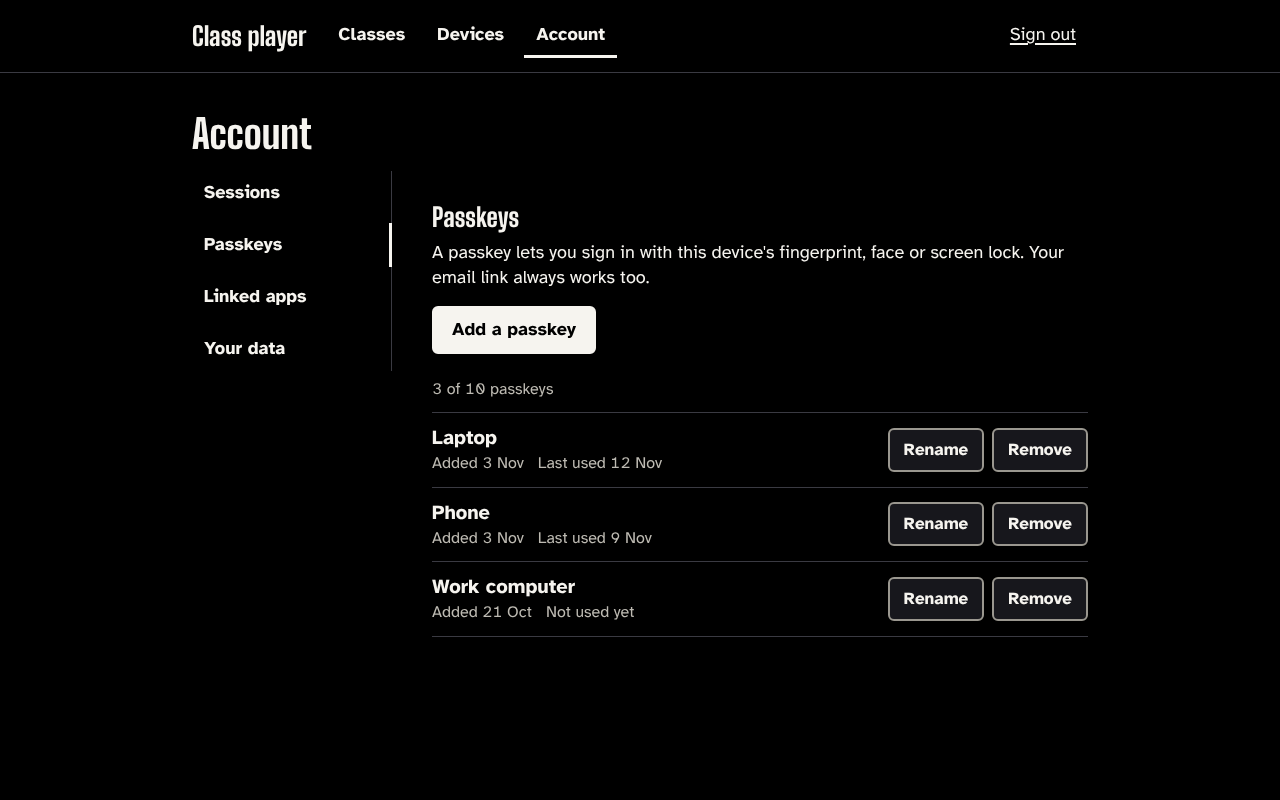 Class player
Classes
Devices
Account
Sign out
Account
Sessions
Passkeys
Linked apps
Your data
Passkeys
A passkey lets you sign in with this device's fingerprint, face or screen lock. Your
email link always works too.
Add a passkey
3 of 10 passkeys
Laptop
Added 3 Nov Last used 12 Nov
Rename
Remove
Phone
Added 3 Nov Last used 9 Nov
Rename
Remove
Work computer
Added 21 Oct Not used yet
Rename
Remove